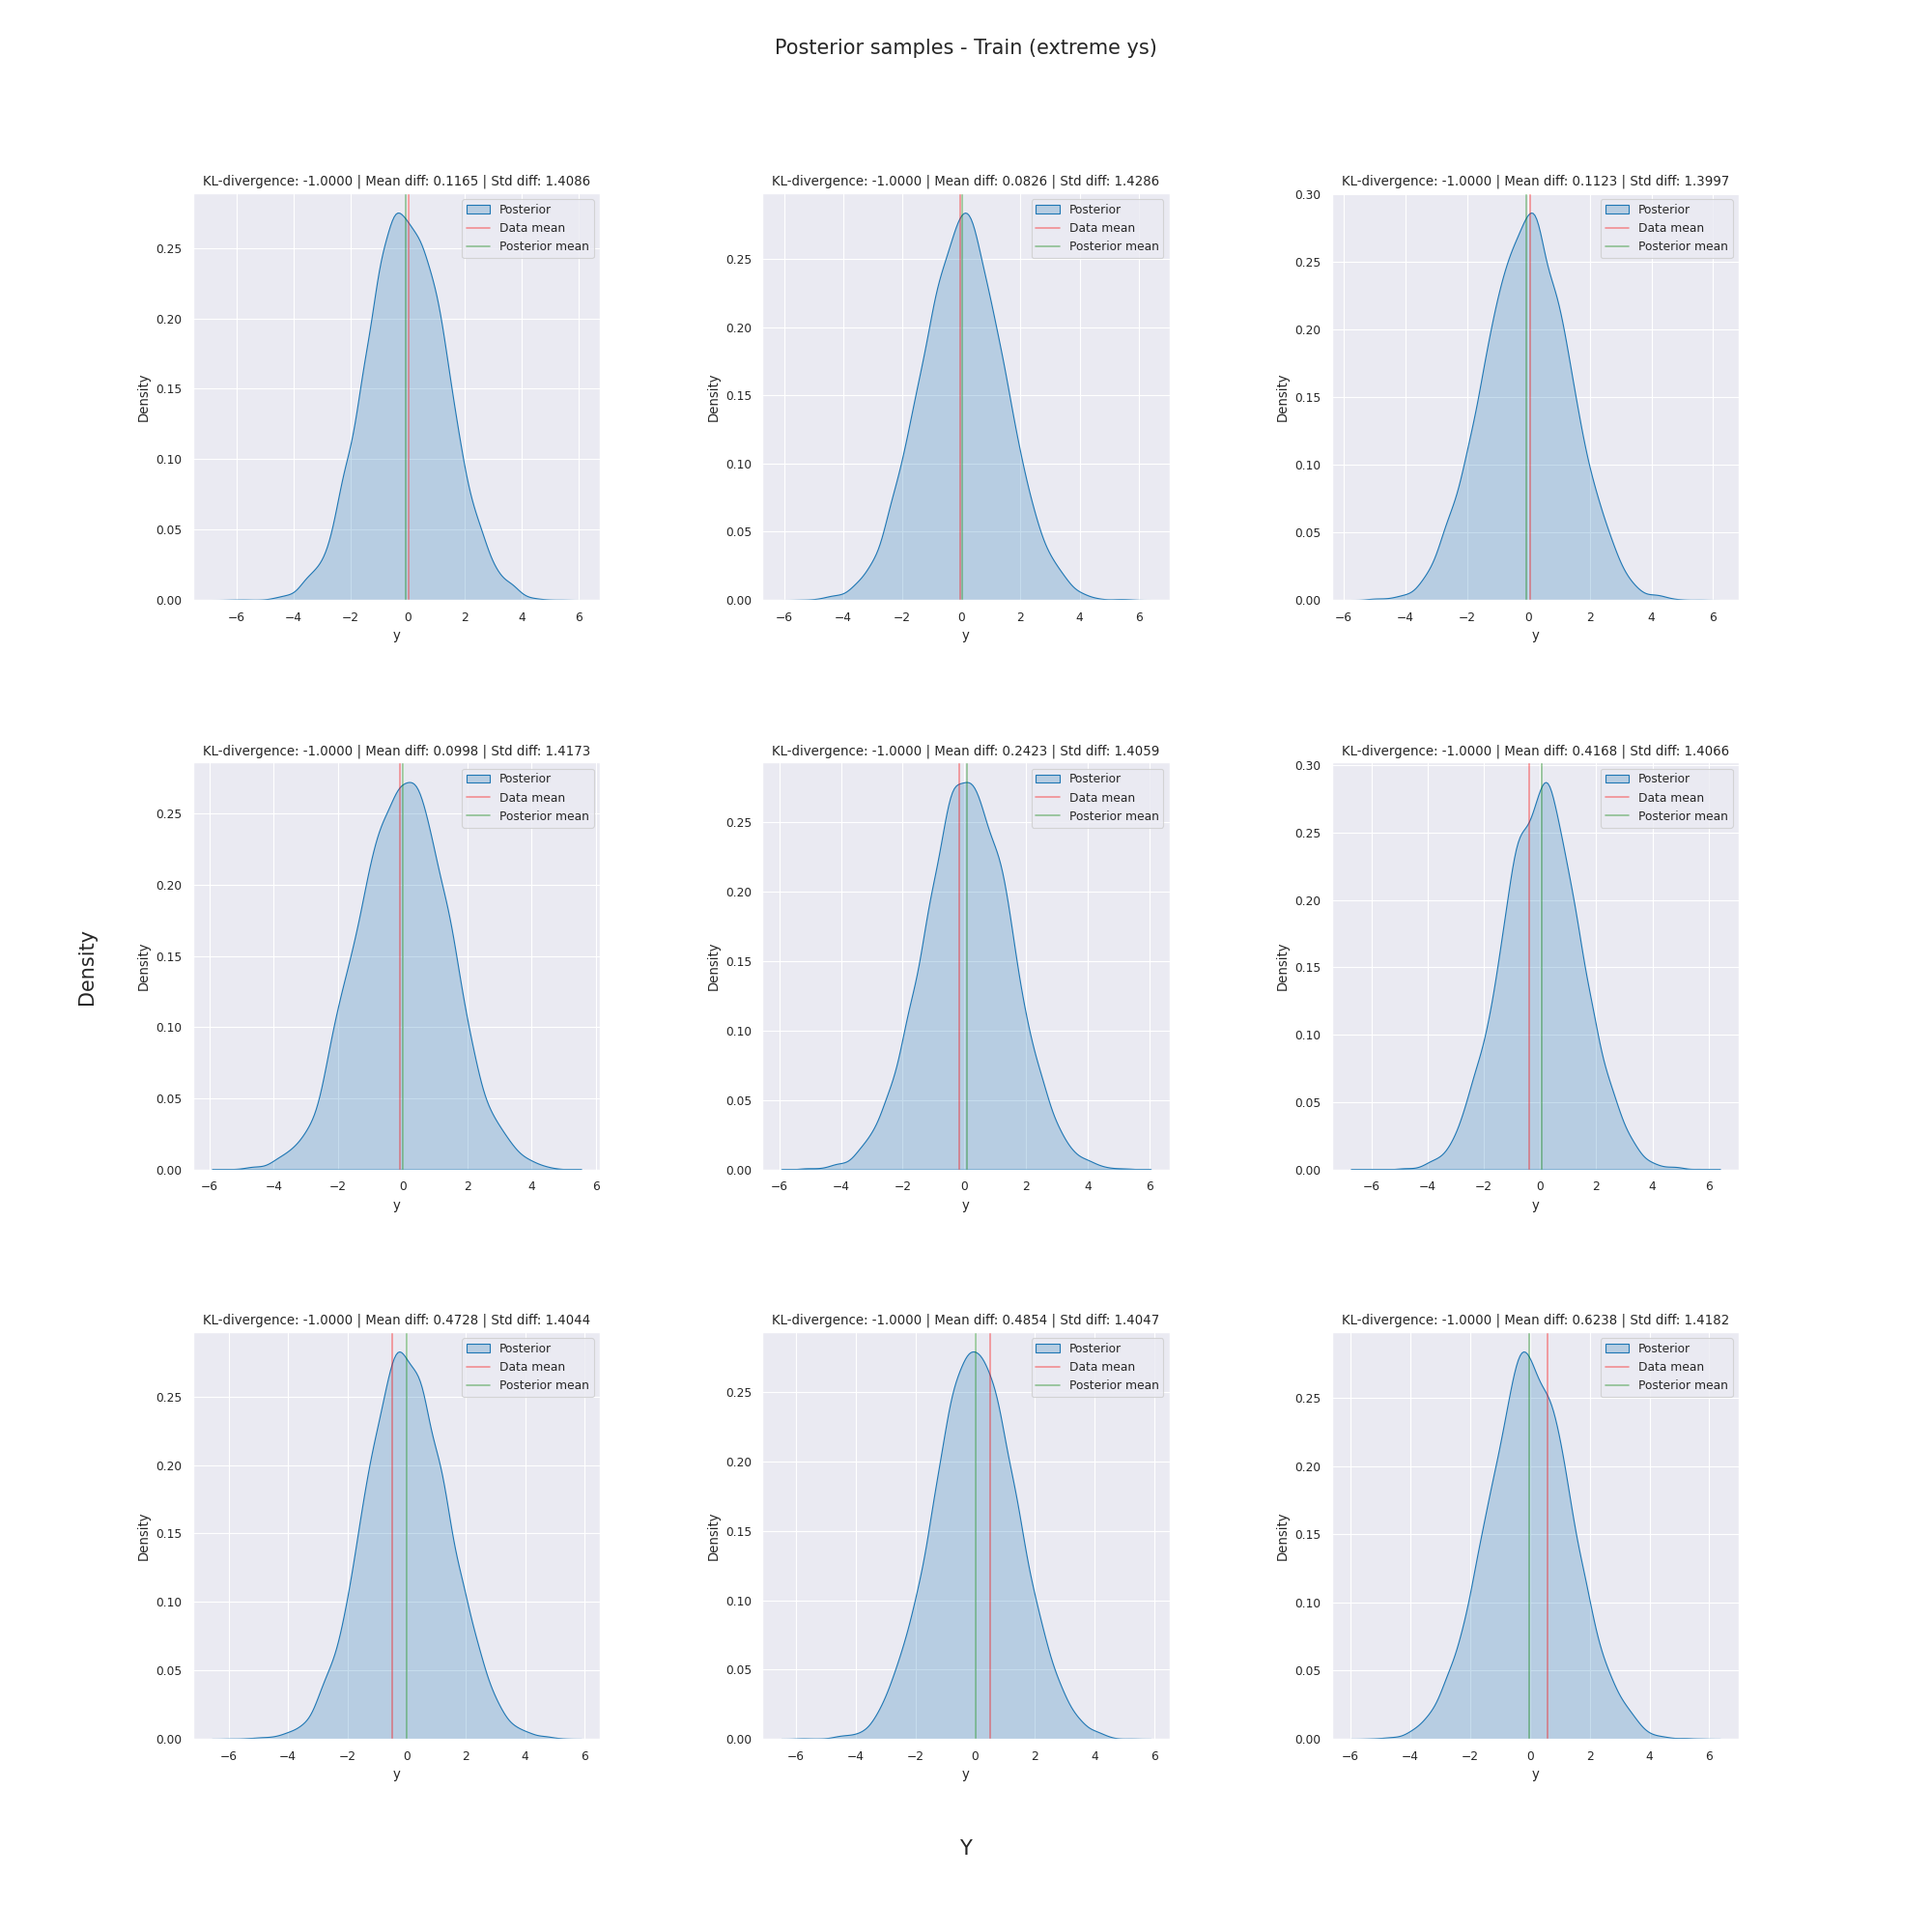 Posterior samples - Train (extreme ys)
KL-divergence: -1.0000 | Mean diff: 0.1165 | Std diff: 1.4086
Posterior
Data mean
Posterior mean
0.25
0.20
0.15
0.10
0.05
0.00
Density
−6 −4 −2 0 2 4 6
y
KL-divergence: -1.0000 | Mean diff: 0.0826 | Std diff: 1.4286
Posterior
Data mean
Posterior mean
0.25
0.20
0.15
0.10
0.05
0.00
Density
−6 −4 −2 0 2 4 6
y
KL-divergence: -1.0000 | Mean diff: 0.1123 | Std diff: 1.3997
Posterior
Data mean
Posterior mean
0.30
0.25
0.20
0.15
0.10
0.05
0.00
Density
−6 −4 −2 0 2 4 6
y
Density
KL-divergence: -1.0000 | Mean diff: 0.0998 | Std diff: 1.4173
Posterior
Data mean
Posterior mean
0.25
0.20
0.15
0.10
0.05
0.00
Density
−6 −4 −2 0 2 4 6
y
KL-divergence: -1.0000 | Mean diff: 0.2423 | Std diff: 1.4059
Posterior
Data mean
Posterior mean
0.25
0.20
0.15
0.10
0.05
0.00
Density
−6 −4 −2 0 2 4 6
y
KL-divergence: -1.0000 | Mean diff: 0.4168 | Std diff: 1.4066
Posterior
Data mean
Posterior mean
0.30
0.25
0.20
0.15
0.10
0.05
0.00
Density
−6 −4 −2 0 2 4 6
y
KL-divergence: -1.0000 | Mean diff: 0.4728 | Std diff: 1.4044
Posterior
Data mean
Posterior mean
0.25
0.20
0.15
0.10
0.05
0.00
Density
−6 −4 −2 0 2 4 6
y
KL-divergence: -1.0000 | Mean diff: 0.4854 | Std diff: 1.4047
Posterior
Data mean
Posterior mean
0.25
0.20
0.15
0.10
0.05
0.00
Density
−6 −4 −2 0 2 4 6
y
KL-divergence: -1.0000 | Mean diff: 0.6238 | Std diff: 1.4182
Posterior
Data mean
Posterior mean
0.25
0.20
0.15
0.10
0.05
0.00
Density
−6 −4 −2 0 2 4 6
y
Y